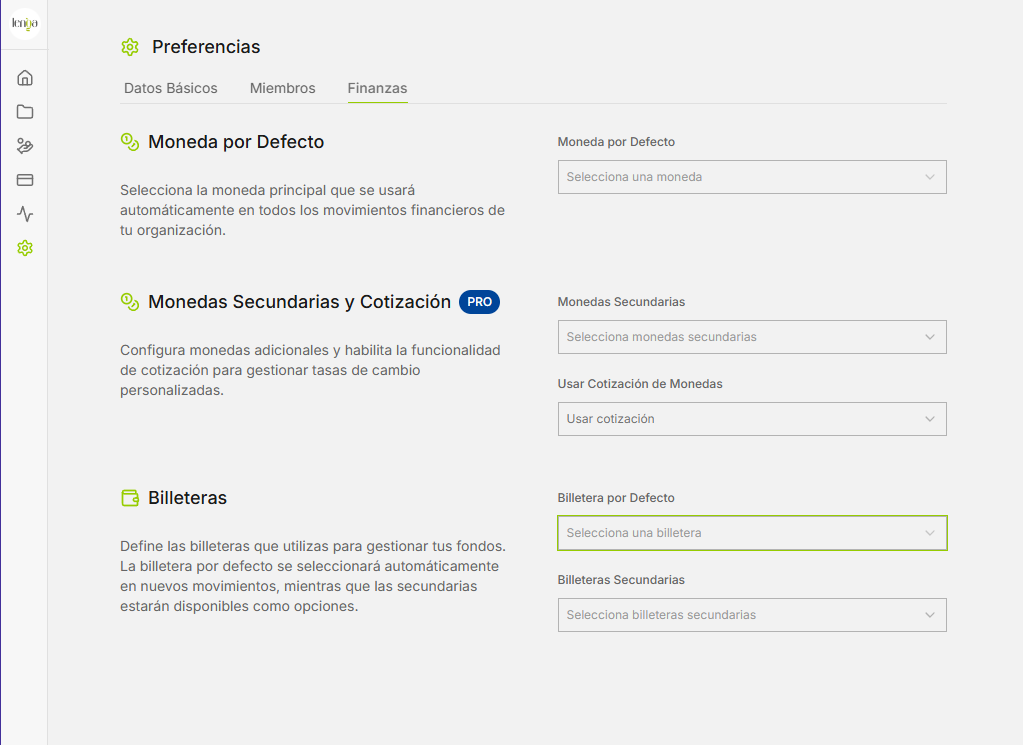 lenga
Preferencias
Datos Básicos
Miembros
Finanzas
Moneda por Defecto
Selecciona la moneda principal que se usará
automáticamente en todos los movimientos financieros de
tu organización.
Moneda por Defecto
Selecciona una moneda
Monedas Secundarias y Cotización PRO
Configura monedas adicionales y habilita la funcionalidad
de cotización para gestionar tasas de cambio
personalizadas.
Monedas Secundarias
Selecciona monedas secundarias
Usar Cotización de Monedas
Usar cotización
Billeteras
Define las billeteras que utilizas para gestionar tus fondos.
La billetera por defecto se seleccionará automáticamente
en nuevos movimientos, mientras que las secundarias
estarán disponibles como opciones.
Billetera por Defecto
Selecciona una billetera
Billeteras Secundarias
Selecciona billeteras secundarias